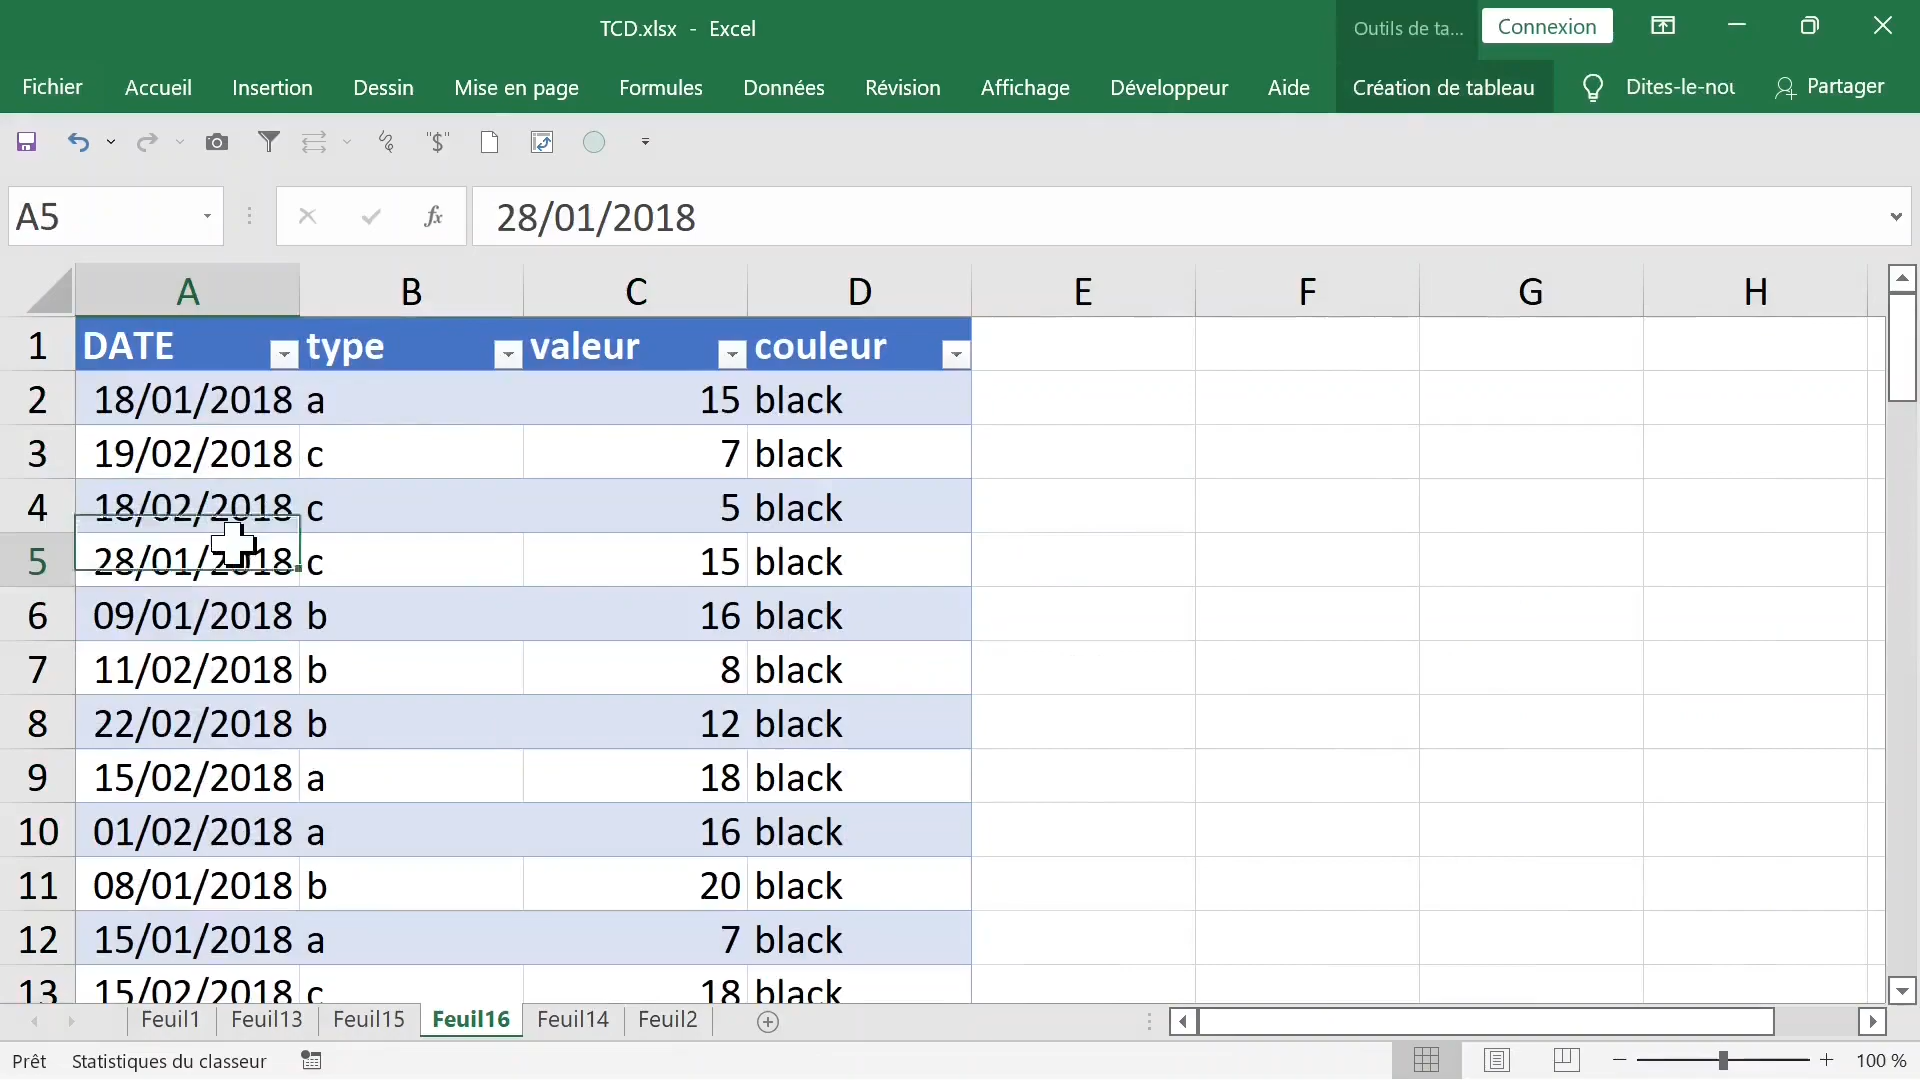 TCD.xlsx - Excel
Outils de ta...
Connexion
Fichier Accueil Insertion Dessin Mise en page Formules Données Révision Affichage Développeur Aide Création de tableau Dites-le-nou Partager
"$"
A5 fx 28/01/2018
A B C D E F G H
1 DATE type valeur couleur
2 18/01/2018 a 15 black
3 19/02/2018 c 7 black
4 18/02/2018 c 5 black
5 28/01/2018 c 15 black
6 09/01/2018 b 16 black
7 11/02/2018 b 8 black
8 22/02/2018 b 12 black
9 15/02/2018 a 18 black
10 01/02/2018 a 16 black
11 08/01/2018 b 20 black
12 15/01/2018 a 7 black
13 15/02/2018 c 18 black
Feuil1 Feuil13 Feuil15 Feuil16 Feuil14 Feuil2
Prêt Statistiques du classeur 100 %